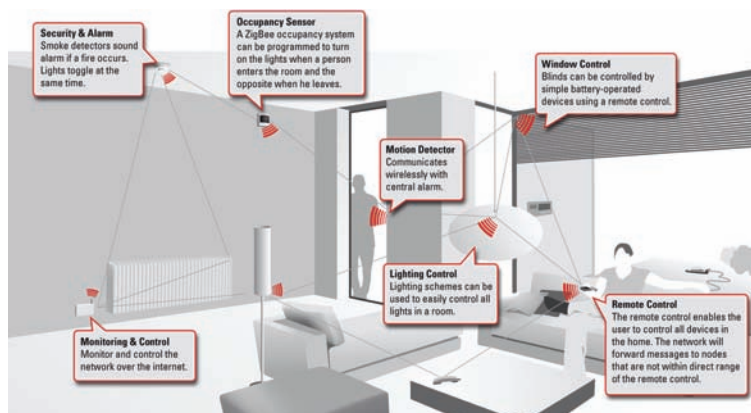 Security & Alarm
Smoke detectors sound
alarm if a fire occurs.
Lights toggle at the
same time.
Occupancy Sensor
A ZigBee occupancy system
can be programmed to turn
on the lights when a person
enters the room and the
opposite when he leaves.
Window Control
Blinds can be controlled by
simple battery-operated
devices using a remote control.
Motion Detector
Communicates
wirelessly with
central alarm.
Lighting Control
Lighting schemes can be
used to easily control all
lights in a room.
Remote Control
The remote control enables the
user to control all devices in
the home. The network will
forward messages to nodes
that are not within direct range
of the remote control.
Monitoring & Control
Monitor and control the
network over the internet.